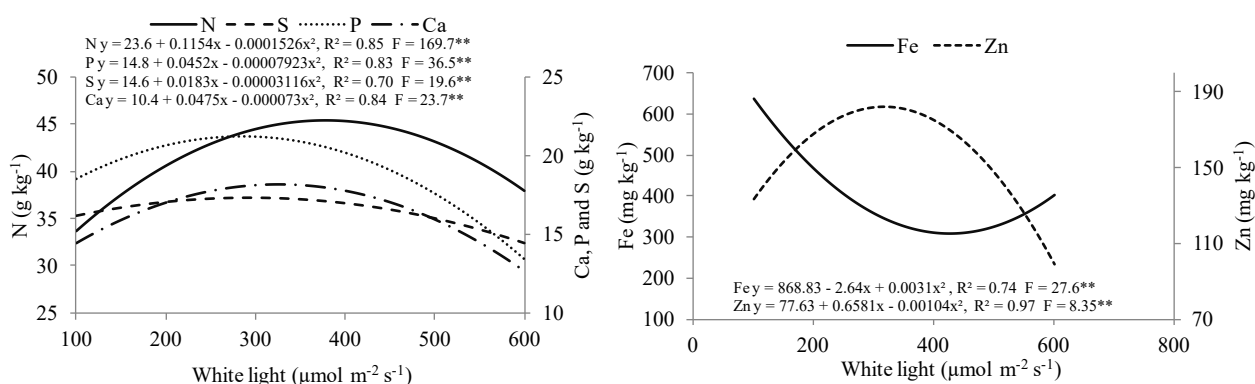 N S P Ca
N y = 23.6 + 0.1154x - 0.0001526x², R² = 0.85 F = 169.7**
P y = 14.8 + 0.0452x - 0.00007923x², R² = 0.83 F = 36.5**
S y = 14.6 + 0.0183x - 0.00003116x², R² = 0.70 F = 19.6**
Ca y = 10.4 + 0.0475x - 0.000073x², R² = 0.84 F = 23.7**
50
45
40
35
30
25
N (g kg⁻¹)
25
20
15
10
Ca, P and S (g kg⁻¹)
100 200 300 400 500 600
White light (μmol m⁻² s⁻¹)
Fe Zn
700
600
500
400
300
200
100
Fe (mg kg⁻¹)
190
150
110
70
Zn (mg kg⁻¹)
Fe y = 868.83 - 2.64x + 0.0031x² , R² = 0.74 F = 27.6**
Zn y = 77.63 + 0.6581x - 0.00104x², R² = 0.97 F = 8.35**
0 200 400 600 800
White light (μmol m⁻² s⁻¹)